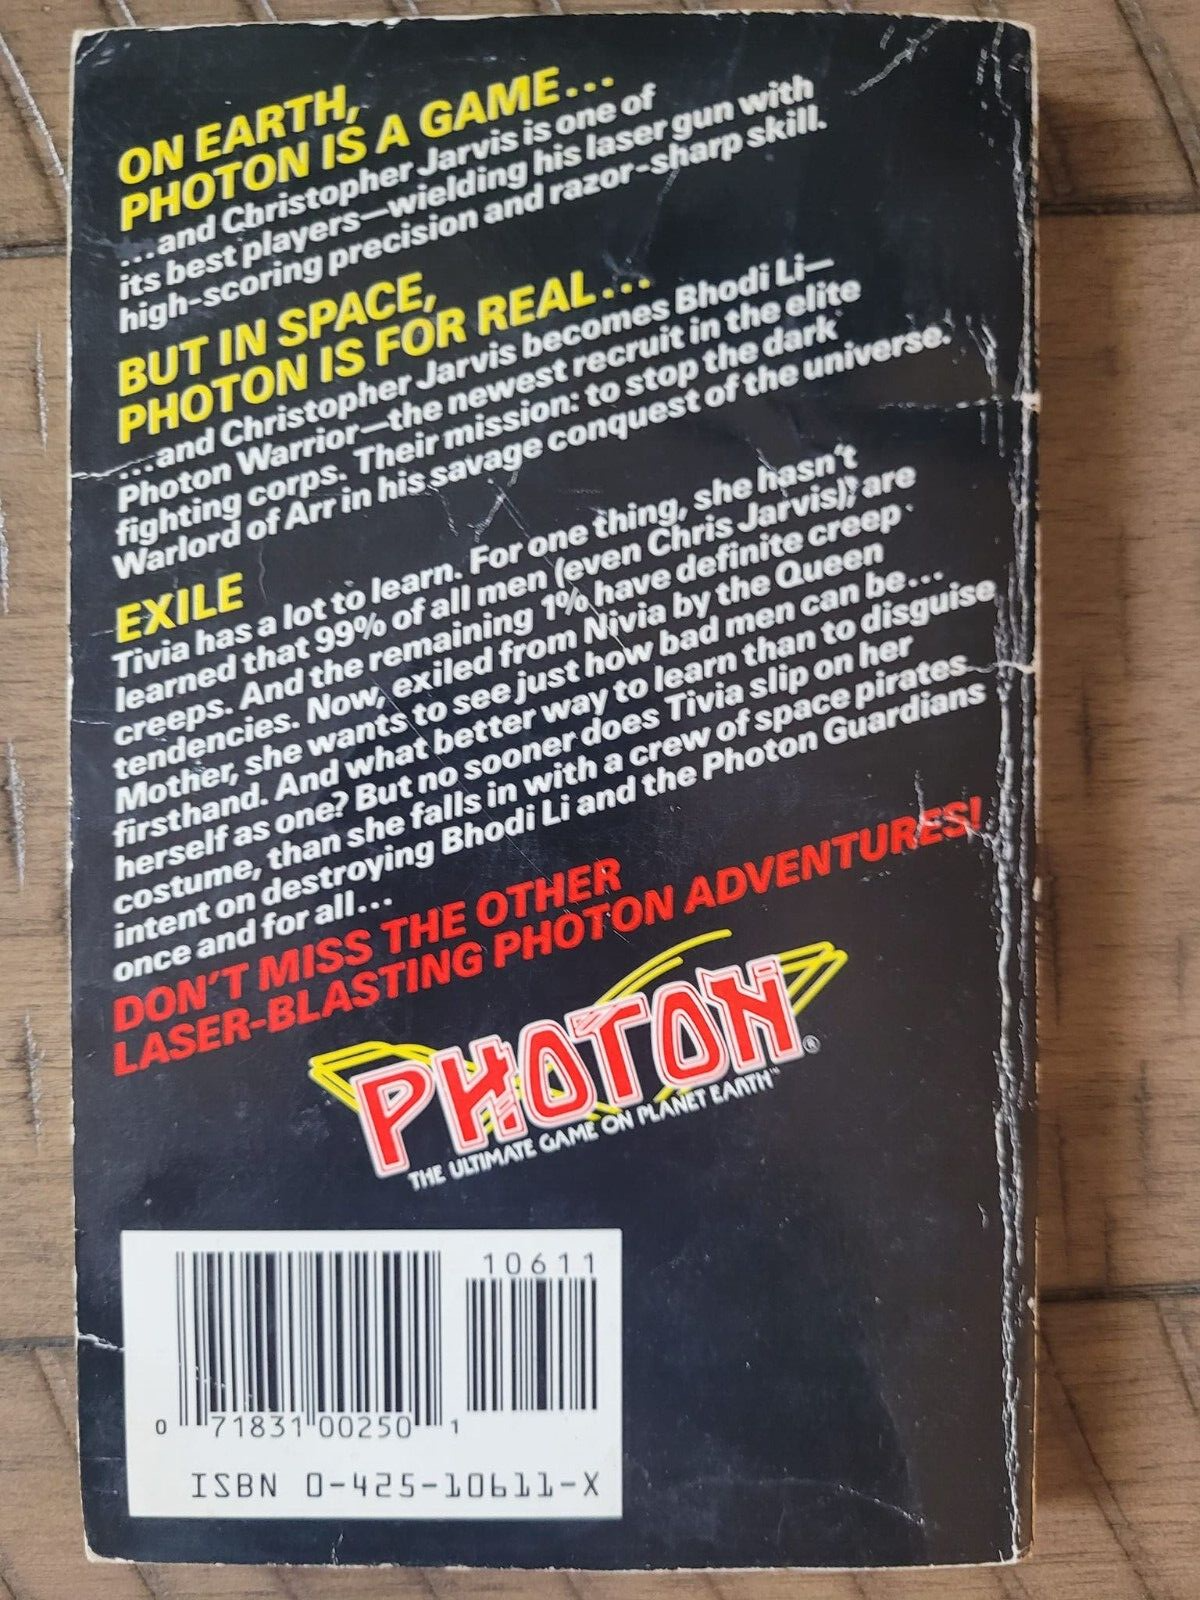 ON EARTH,
PHOTON IS A GAME...
...and Christopher Jarvis is one of
its best players—wielding his laser gun with
high-scoring precision and razor-sharp skill.
BUT IN SPACE,
PHOTON IS FOR REAL...
...and Christopher Jarvis becomes Bhodi Li—
Photon Warrior—the newest recruit in the elite
fighting corps. Their mission: to stop the dark
Warlord of Arr in his savage conquest of the universe.
EXILE
Tivia has a lot to learn. For one thing, she hasn't
learned that 99% of all men (even Chris Jarvis)) are
creeps. And the remaining 1% have definite creep
tendencies. Now, exiled from Nivia by the Queen
Mother, she wants to see just how bad men can be...
firsthand. And what better way to learn than to disguise
herself as one? But no sooner does Tivia slip on her
costume, than she falls in with a crew of space pirates
intent on destroying Bhodi Li and the Photon Guardians
once and for all...
DON'T MISS THE OTHER
LASER-BLASTING PHOTON ADVENTURES!
PHOTON®
THE ULTIMATE GAME ON PLANET EARTH™
10611
0 71831 00250 1
ISBN 0-425-10611-X